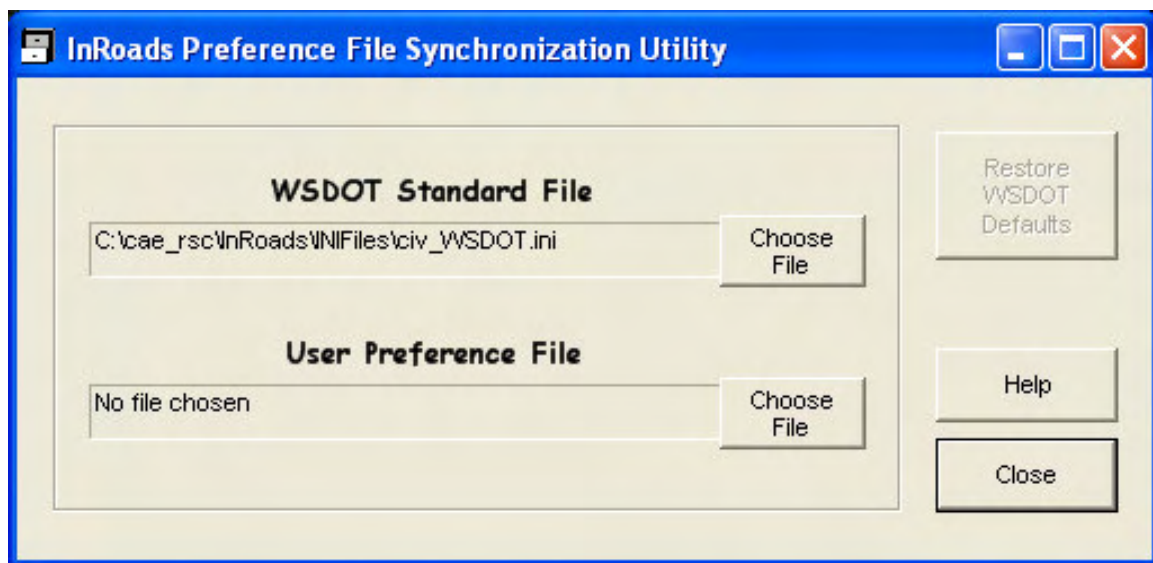 InRoads Preference File Synchronization Utility
WSDOT Standard File
C:\cae_rsc\InRoads\INIFiles\civ_WSDOT.ini
Choose
File
User Preference File
No file chosen
Choose
File
Restore
WSDOT
Defaults
Help
Close